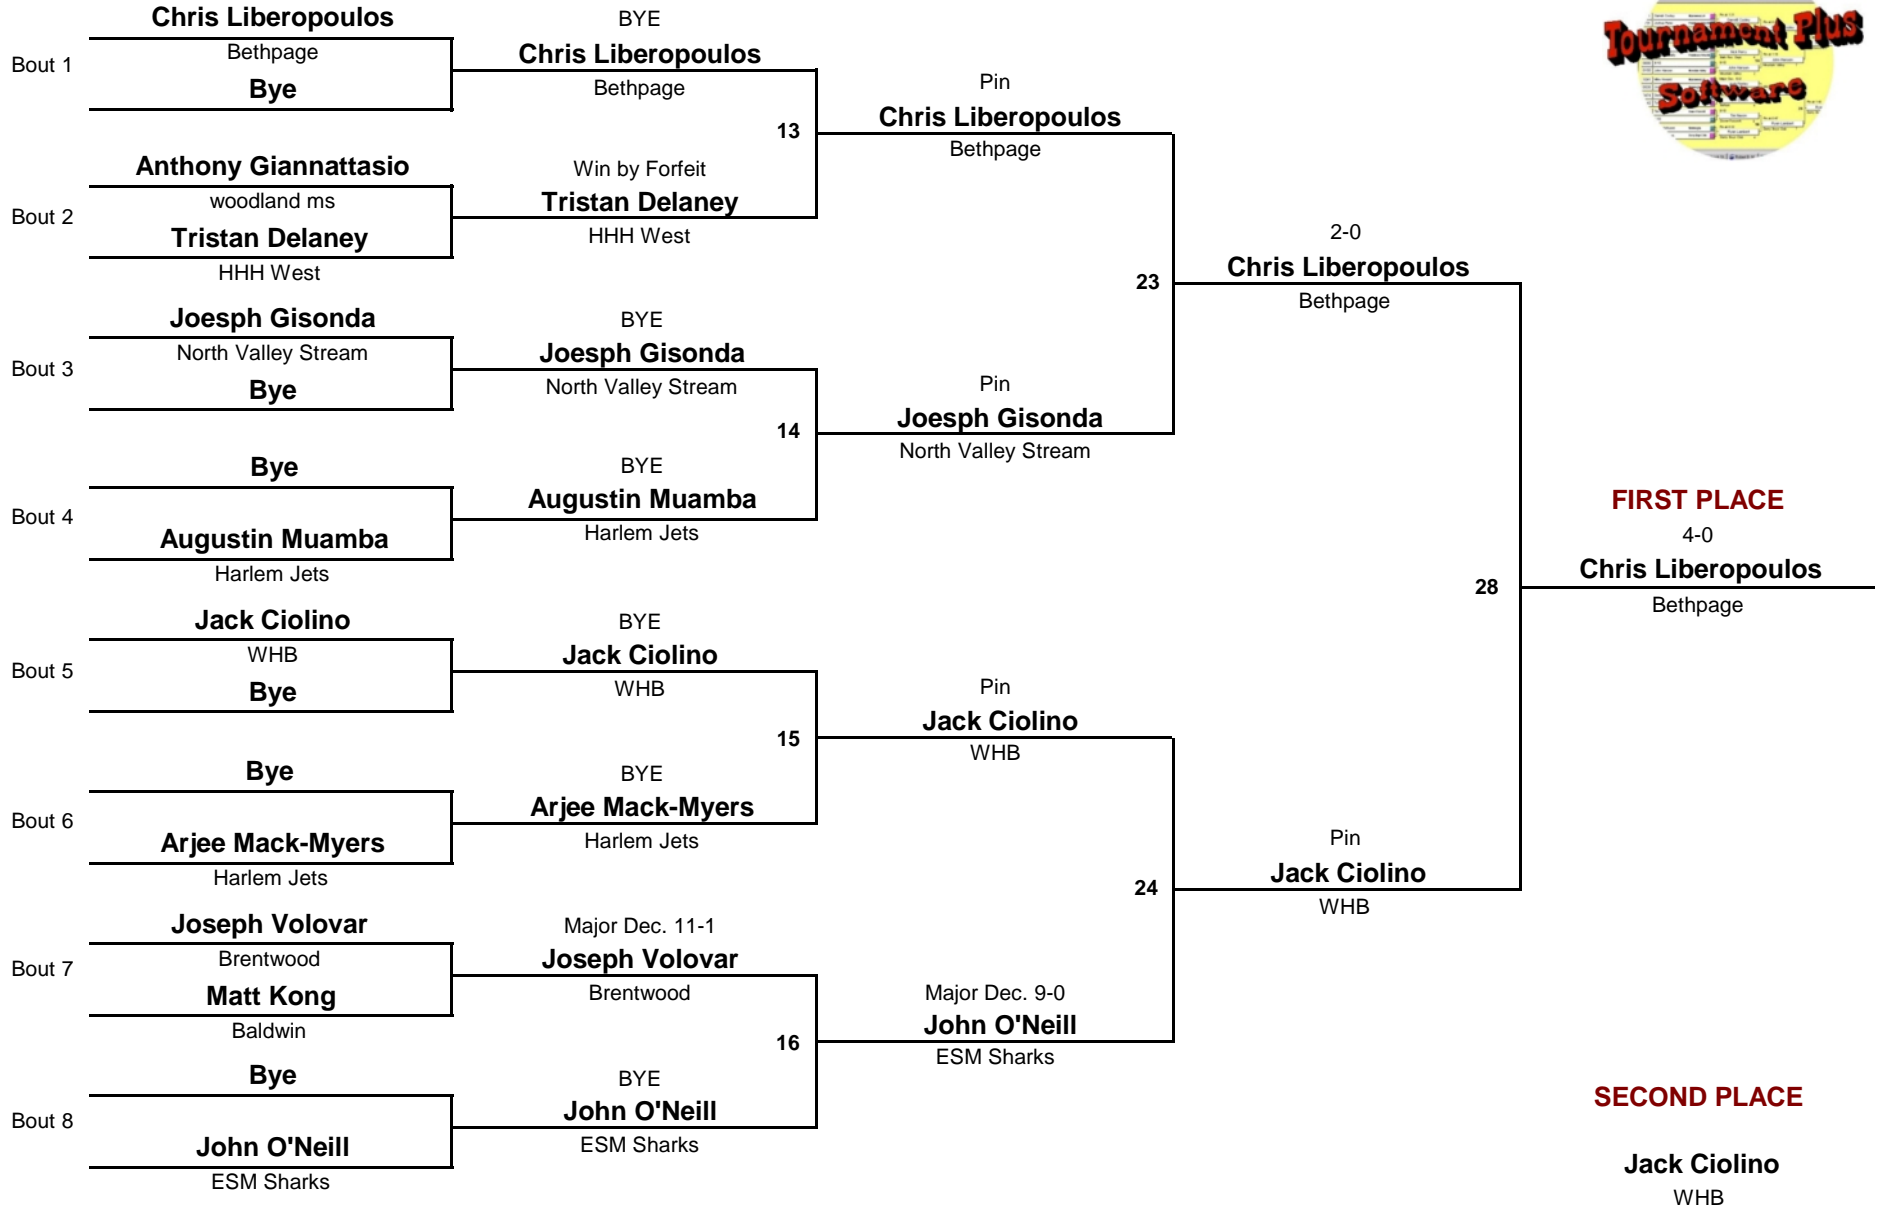 Chris Liberopoulos
Bout 1
Bethpage
Bye
Anthony Giannattasio
Bout 2
woodland ms
Tristan Delaney
HHH West
Joesph Gisonda
Bout 3
North Valley Stream
Bye
Bye
Bout 4
Augustin Muamba
Harlem Jets
Jack Ciolino
Bout 5
WHB
Bye
Bye
Bout 6
Arjee Mack-Myers
Harlem Jets
Joseph Volovar
Bout 7
Brentwood
Matt Kong
Baldwin
Bye
Bout 8
John O'Neill
ESM Sharks
BYE
Chris Liberopoulos
Bethpage
13
Win by Forfeit
Tristan Delaney
HHH West
BYE
Joesph Gisonda
North Valley Stream
14
BYE
Augustin Muamba
Harlem Jets
BYE
Jack Ciolino
WHB
15
BYE
Arjee Mack-Myers
Harlem Jets
Major Dec. 11-1
Joseph Volovar
Brentwood
16
BYE
John O'Neill
ESM Sharks
Pin
Chris Liberopoulos
Bethpage
23
Pin
Joesph Gisonda
North Valley Stream
Pin
Jack Ciolino
WHB
24
Major Dec. 9-0
John O'Neill
ESM Sharks
2-0
Chris Liberopoulos
Bethpage
28
Pin
Jack Ciolino
WHB
Tournament Plus
Software
FIRST PLACE
4-0
Chris Liberopoulos
Bethpage
SECOND PLACE
Jack Ciolino
WHB